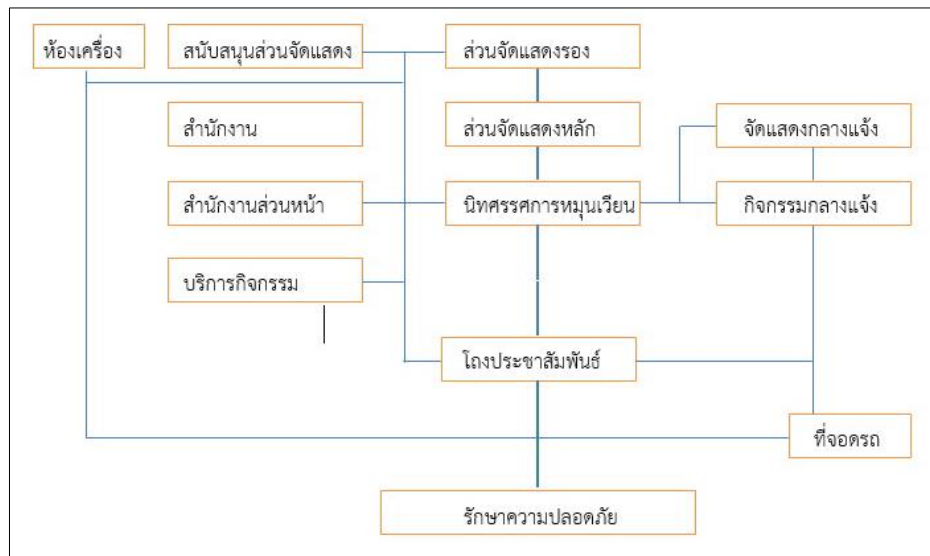 ห้องเครื่อง
สนับสนุนส่วนจัดแสดง
ส่วนจัดแสดงรอง
สำนักงาน
ส่วนจัดแสดงหลัก
จัดแสดงกลางแจ้ง
สำนักงานส่วนหน้า
นิทศรรศการหมุนเวียน
กิจกรรมกลางแจ้ง
บริการกิจกรรม
โถงประชาสัมพันธ์
ที่จอดรถ
รักษาความปลอดภัย